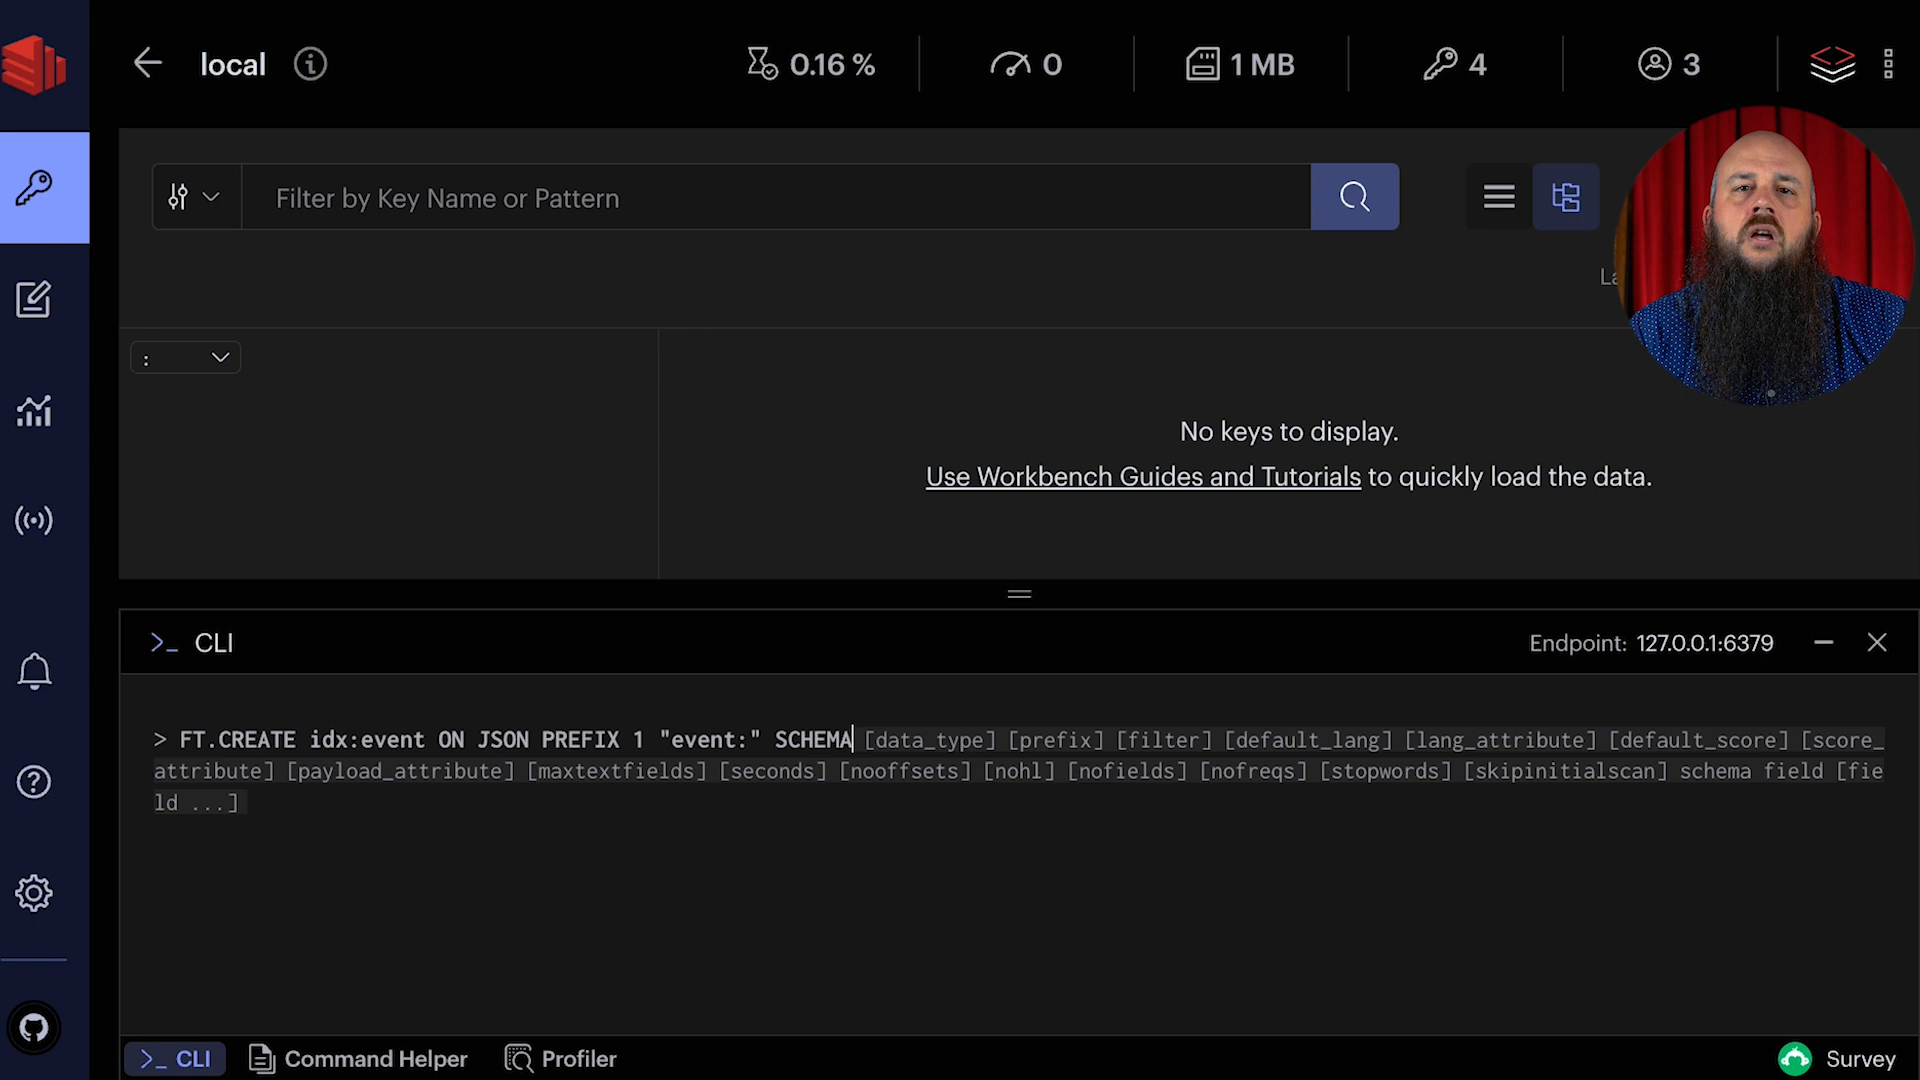 local
0.16 %
0
1 MB
4
3
Filter by Key Name or Pattern
La
:
No keys to display.
Use Workbench Guides and Tutorials to quickly load the data.
>_ CLI
Endpoint: 127.0.0.1:6379
> FT.CREATE idx:event ON JSON PREFIX 1 "event:" SCHEMA [data_type] [prefix] [filter] [default_lang] [lang_attribute] [default_score] [score_
attribute] [payload_attribute] [maxtextfields] [seconds] [nooffsets] [nohl] [nofields] [nofreqs] [stopwords] [skipinitialscan] schema field [fie
ld ...]
>_ CLI
Command Helper
Profiler
Survey